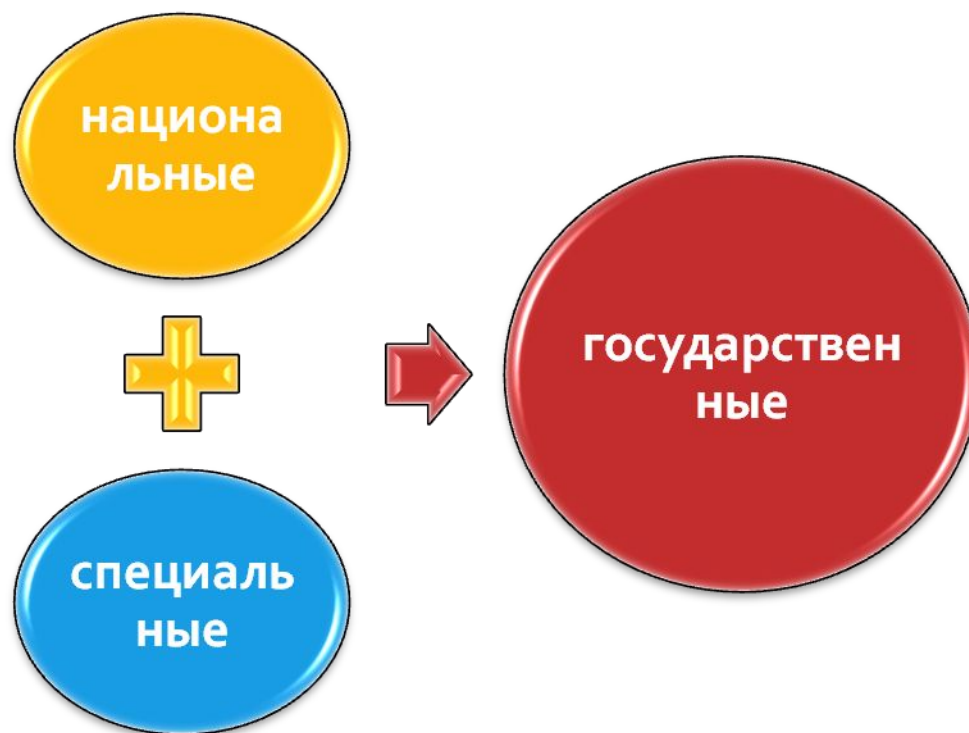 национа
льные
специаль
ные
государствен
ные